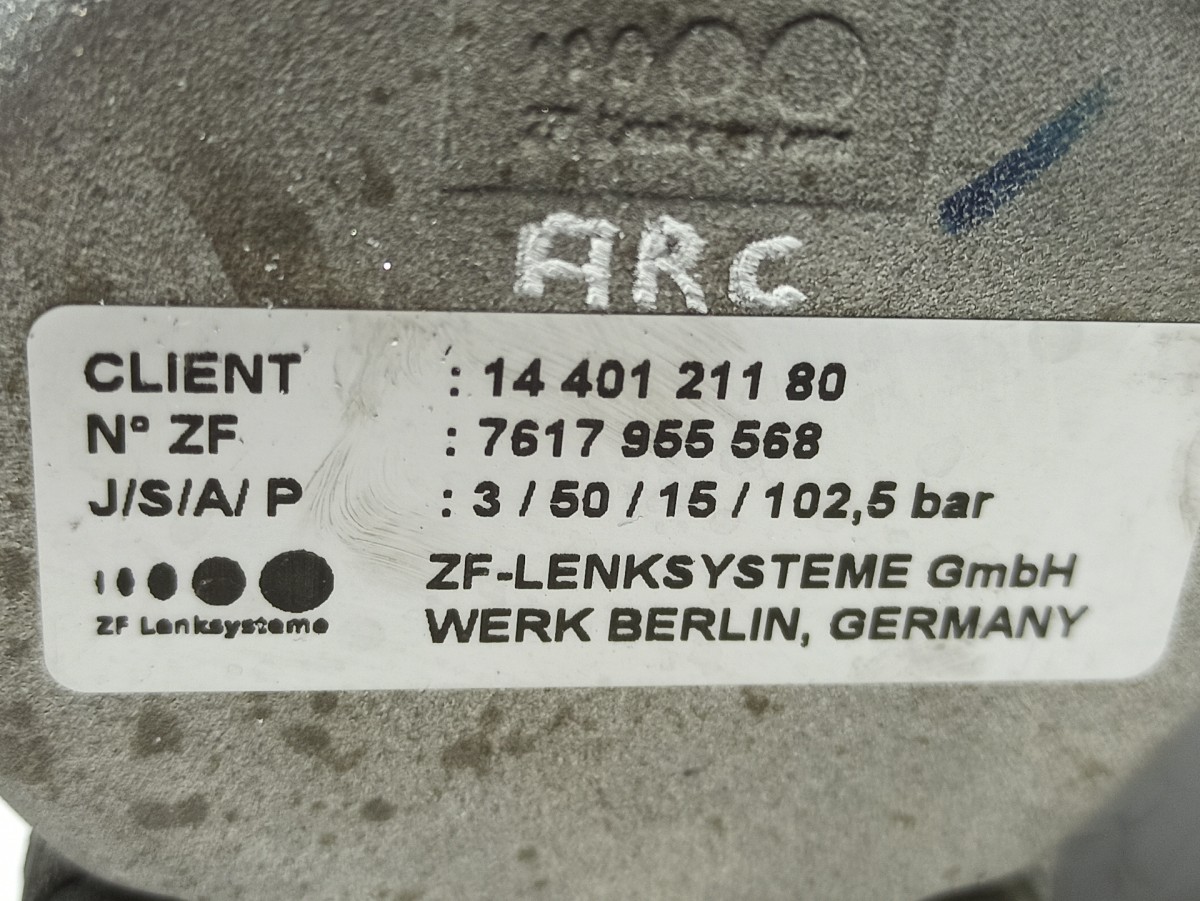 ARC
CLIENT : 14 401 211 80
Nº ZF : 7617 955 568
J/S/A/ P : 3 / 50 / 15 / 102,5 bar
ZF Lenksysteme
ZF-LENKSYSTEME GmbH
WERK BERLIN, GERMANY